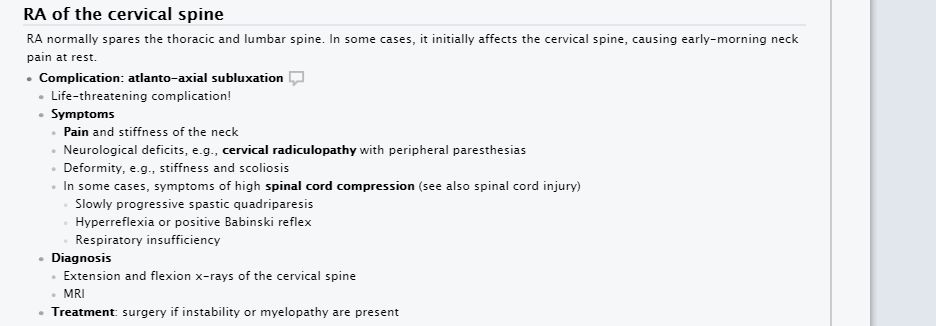 RA of the cervical spine
RA normally spares the thoracic and lumbar spine. In some cases, it initially affects the cervical spine, causing early-morning neck
pain at rest.
• Complication: atlanto-axial subluxation
• Life-threatening complication!
• Symptoms
• Pain and stiffness of the neck
• Neurological deficits, e.g., cervical radiculopathy with peripheral paresthesias
• Deformity, e.g., stiffness and scoliosis
• In some cases, symptoms of high spinal cord compression (see also spinal cord injury)
• Slowly progressive spastic quadriparesis
• Hyperreflexia or positive Babinski reflex
• Respiratory insufficiency
• Diagnosis
• Extension and flexion x-rays of the cervical spine
• MRI
• Treatment: surgery if instability or myelopathy are present